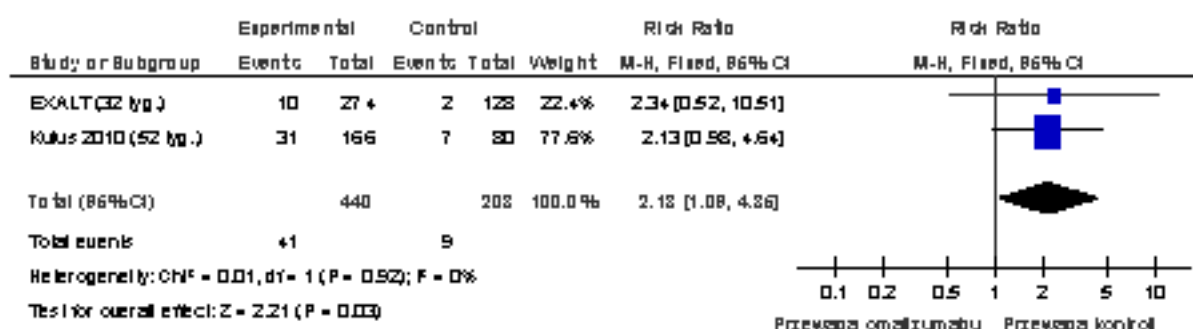 Experimental Control Risk Ratio Risk Ratio
Study or Subgroup Events Total Events Total Weight M-H, Fixed, 95% CI M-H, Fixed, 95% CI
EXALT (32 tyg.) 10 274 2 128 22.4% 2.34 [0.52, 10.51]
Kulus 2010 (52 tyg.) 31 166 7 80 77.6% 2.13 [0.98, 4.64]
Total (95% CI) 440 208 100.0% 2.18 [1.09, 4.36]
Total events 41 9
Heterogeneity: Chi² = 0.01, df = 1 (P = 0.92); I² = 0%
Test for overall effect: Z = 2.21 (P = 0.03)
0.1 0.2 0.5 1 2 5 10
Przewaga omalizumabu Przewaga kontroli